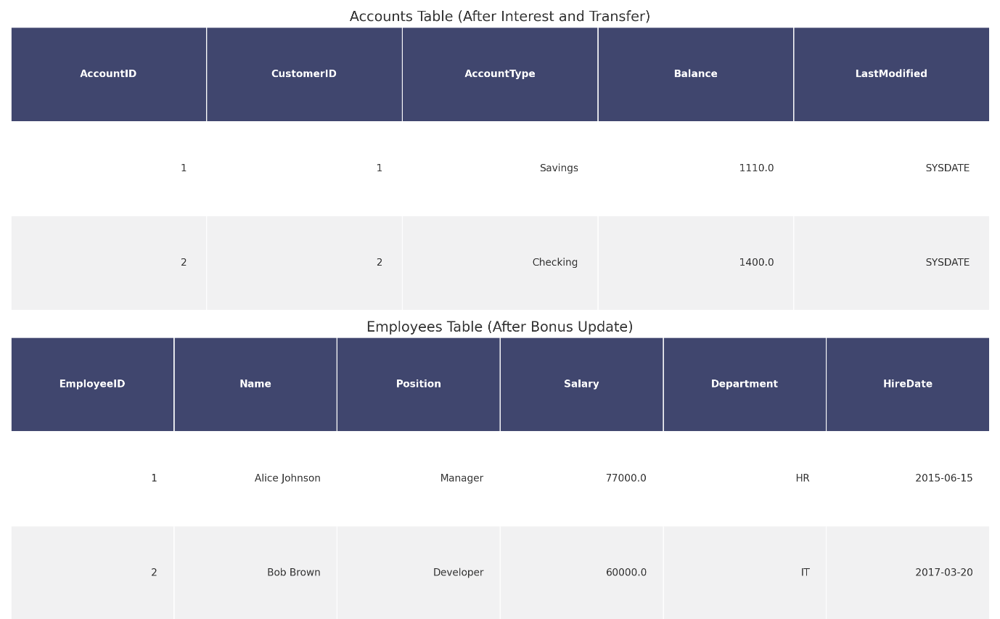 Accounts Table (After Interest and Transfer)
AccountID CustomerID AccountType Balance LastModified
1 1 Savings 1110.0 SYSDATE
2 2 Checking 1400.0 SYSDATE
Employees Table (After Bonus Update)
EmployeeID Name Position Salary Department HireDate
1 Alice Johnson Manager 77000.0 HR 2015-06-15
2 Bob Brown Developer 60000.0 IT 2017-03-20